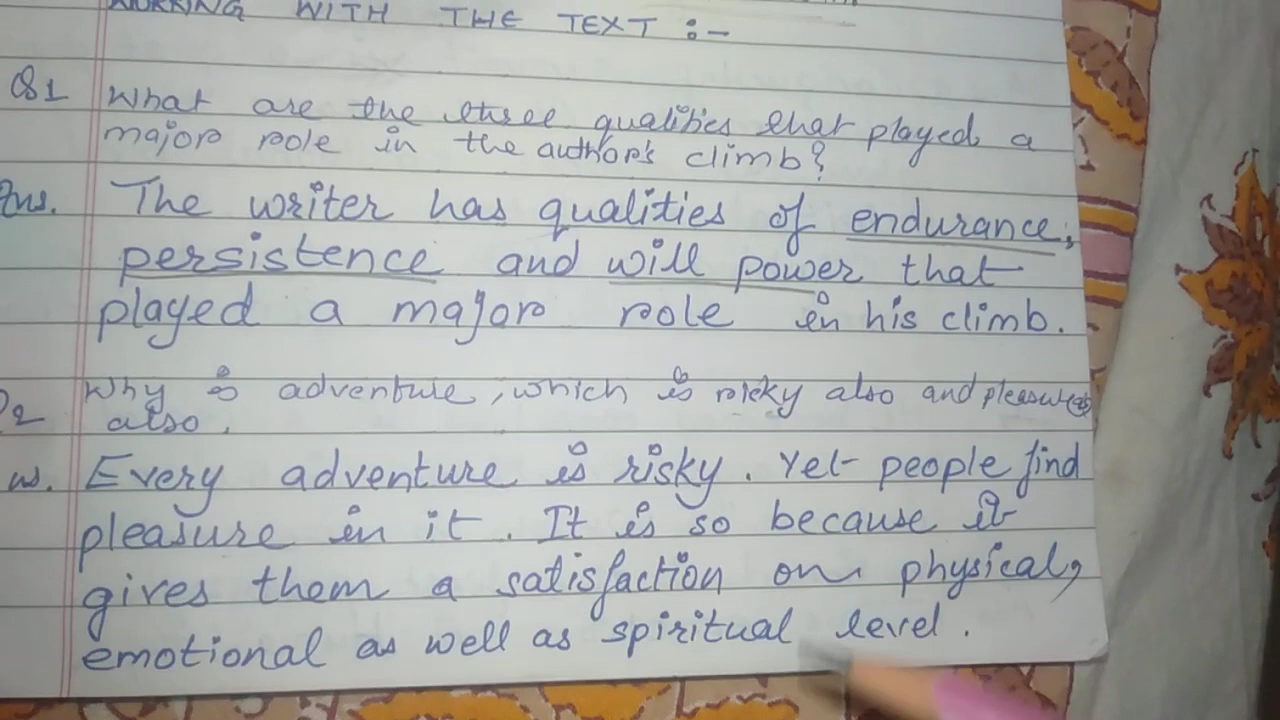 WORKING WITH THE TEXT :-
Q1 What are the three qualities that played a
major role in the author's climb?
Ans. The writer has qualities of endurance,
persistence and will power that
played a major role in his climb.
Why is adventure, which is risky also and pleasures
also.
Every adventure is risky. Yet people find
pleasure in it. It is so because it
gives them a satisfaction on physical,
emotional as well as spiritual level.